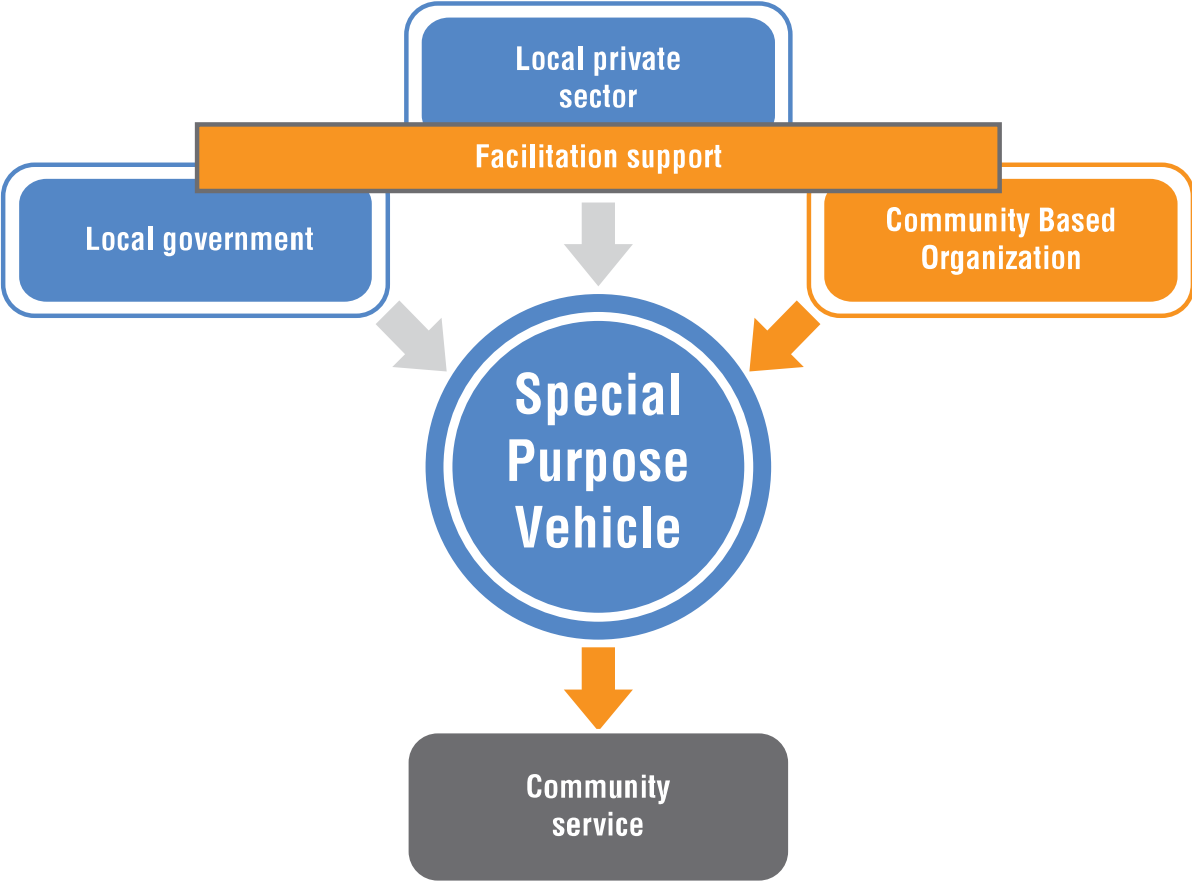 Local private
sector
Facilitation support
Local government
Community Based
Organization
Special
Purpose
Vehicle
Community
service